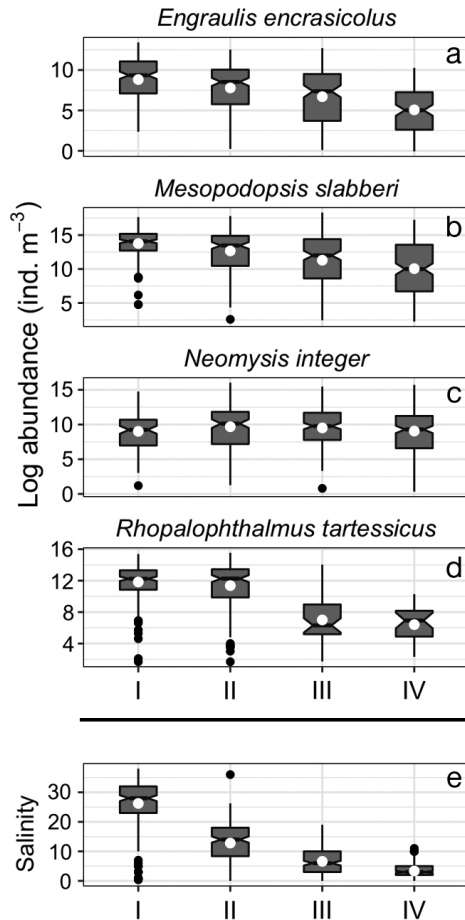 Engraulis encrasicolus
a
10
5
0
Mesopodopsis slabberi
b
15
10
5
Log abundance (ind. m⁻³)
Neomysis integer
c
15
10
5
0
Rhopalophthalmus tartessicus
d
16
12
8
4
I II III IV
e
Salinity
30
20
10
0
I II III IV